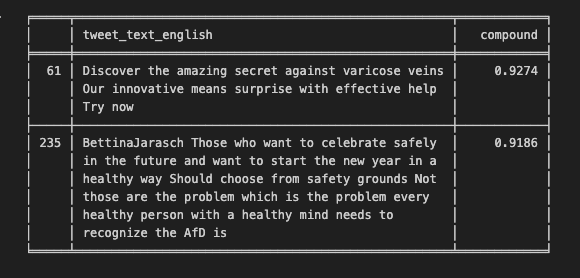 tweet_text_english compound
61 Discover the amazing secret against varicose veins 0.9274
Our innovative means surprise with effective help
Try now
235 BettinaJarasch Those who want to celebrate safely 0.9186
in the future and want to start the new year in a
healthy way Should choose from safety grounds Not
those are the problem which is the problem every
healthy person with a healthy mind needs to
recognize the AfD is